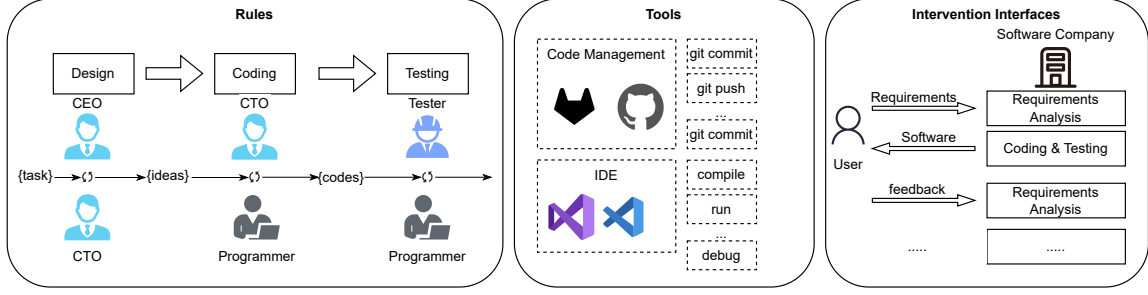 Rules
Design
Coding
Testing
CEO
CTO
Tester
{task}
{ideas}
{codes}
CTO
Programmer
Programmer
Tools
Code Management
git commit
git push
...
git commit
IDE
compile
run
...
debug
Intervention Interfaces
Software Company
Requirements
Requirements
Analysis
Software
Coding & Testing
User
feedback
Requirements
Analysis
.....
.....